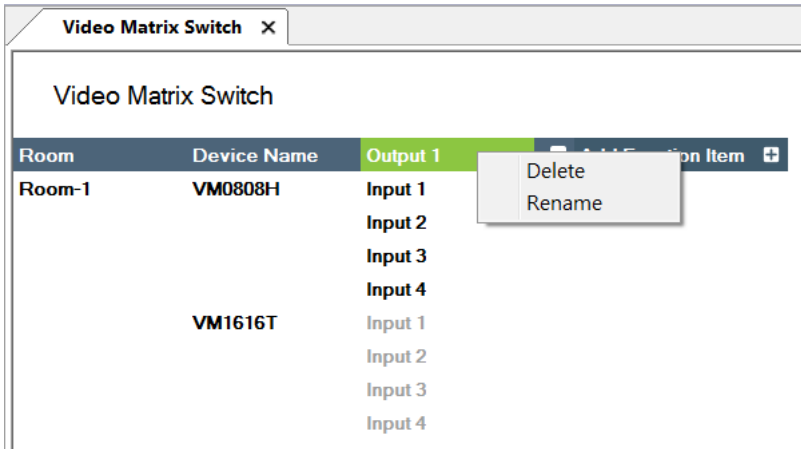 Video Matrix Switch
Video Matrix Switch
Room Device Name Output 1 Item
Delete
Rename
Room-1 VM0808H Input 1
Input 2
Input 3
Input 4
VM1616T Input 1
Input 2
Input 3
Input 4